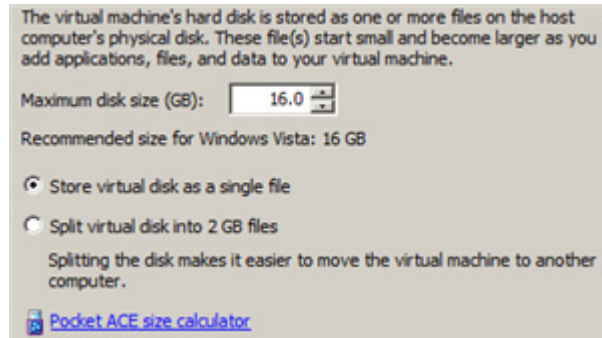 The virtual machine's hard disk is stored as one or more files on the host
computer's physical disk. These file(s) start small and become larger as you
add applications, files, and data to your virtual machine.
Maximum disk size (GB): 16.0
Recommended size for Windows Vista: 16 GB
Store virtual disk as a single file
Split virtual disk into 2 GB files
Splitting the disk makes it easier to move the virtual machine to another
computer.
Pocket ACE size calculator